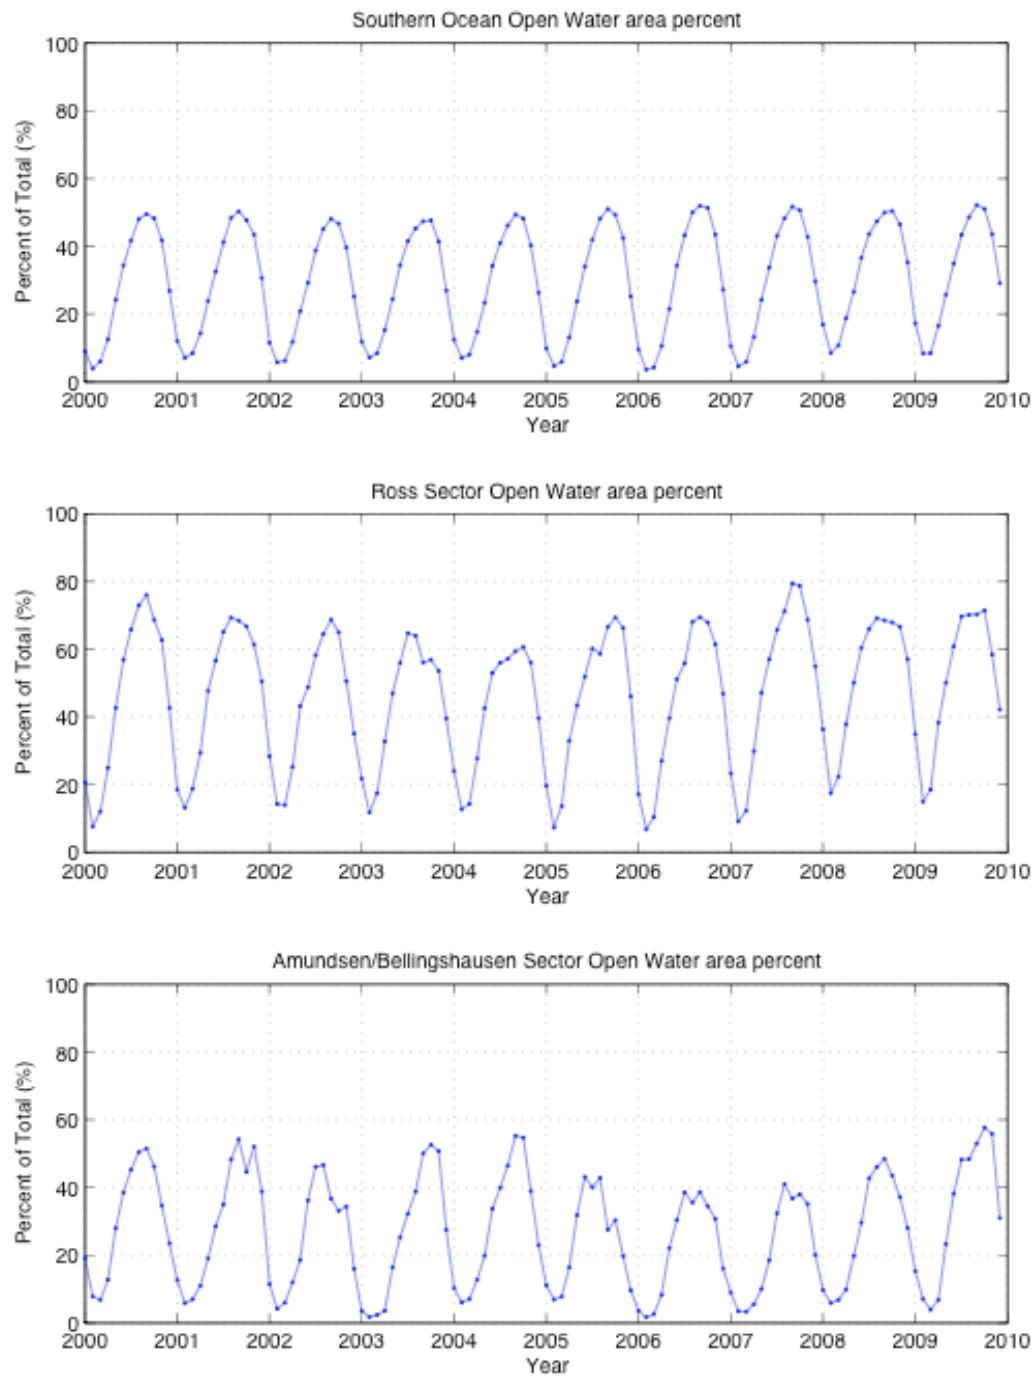 Southern Ocean Open Water area percent
100
80
60
40
20
0
Percent of Total (%)
2000 2001 2002 2003 2004 2005 2006 2007 2008 2009 2010
Year
Ross Sector Open Water area percent
100
80
60
40
20
0
Percent of Total (%)
2000 2001 2002 2003 2004 2005 2006 2007 2008 2009 2010
Year
Amundsen/Bellingshausen Sector Open Water area percent
100
80
60
40
20
0
Percent of Total (%)
2000 2001 2002 2003 2004 2005 2006 2007 2008 2009 2010
Year